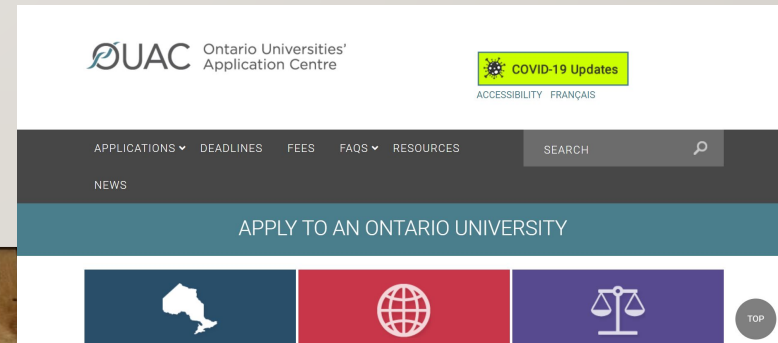 OUAC Ontario Universities'
Application Centre
COVID-19 Updates
ACCESSIBILITY FRANÇAIS
APPLICATIONS DEADLINES FEES FAQS RESOURCES
SEARCH
NEWS
APPLY TO AN ONTARIO UNIVERSITY
TOP